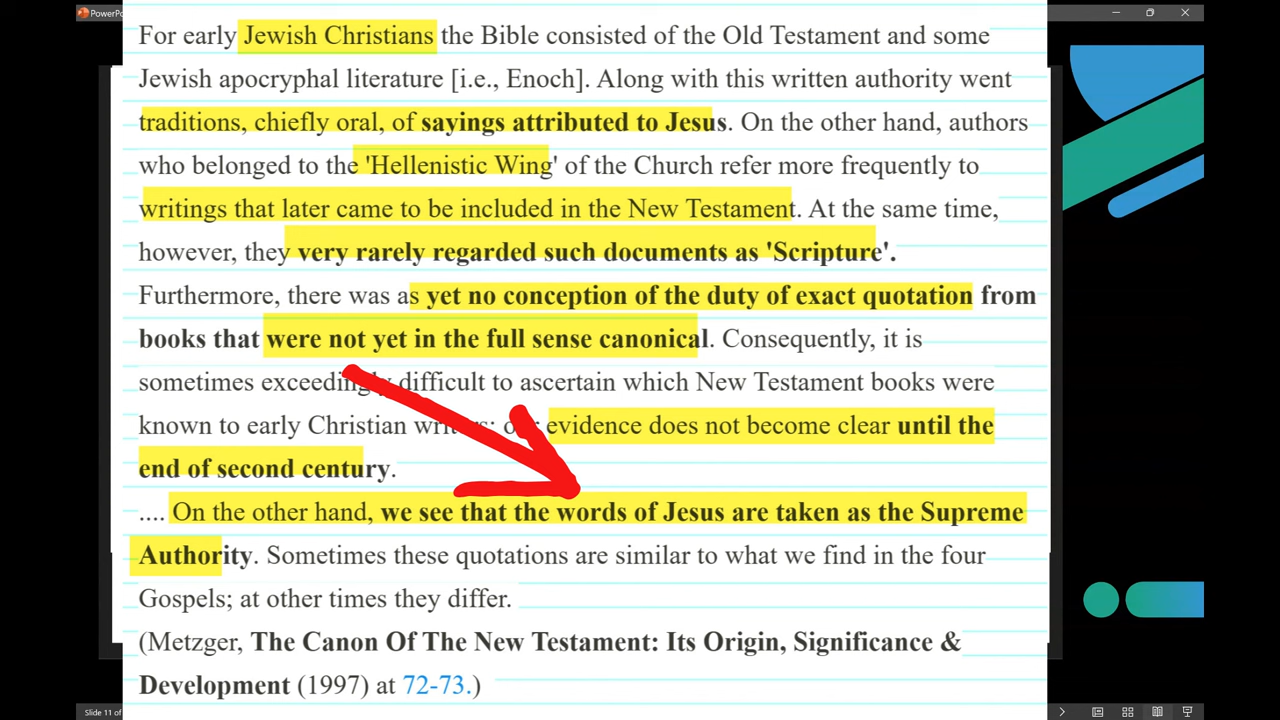 PowerPo
For early Jewish Christians the Bible consisted of the Old Testament and some
Jewish apocryphal literature [i.e., Enoch]. Along with this written authority went
traditions, chiefly oral, of sayings attributed to Jesus. On the other hand, authors
who belonged to the 'Hellenistic Wing' of the Church refer more frequently to
writings that later came to be included in the New Testament. At the same time,
however, they very rarely regarded such documents as 'Scripture'.
Furthermore, there was as yet no conception of the duty of exact quotation from
books that were not yet in the full sense canonical. Consequently, it is
sometimes exceedingly difficult to ascertain which New Testament books were
known to early Christian writers; our evidence does not become clear until the
end of second century.
.... On the other hand, we see that the words of Jesus are taken as the Supreme
Authority. Sometimes these quotations are similar to what we find in the four
Gospels; at other times they differ.
(Metzger, The Canon Of The New Testament: Its Origin, Significance &
Development (1997) at 72-73.)
Slide 11 of